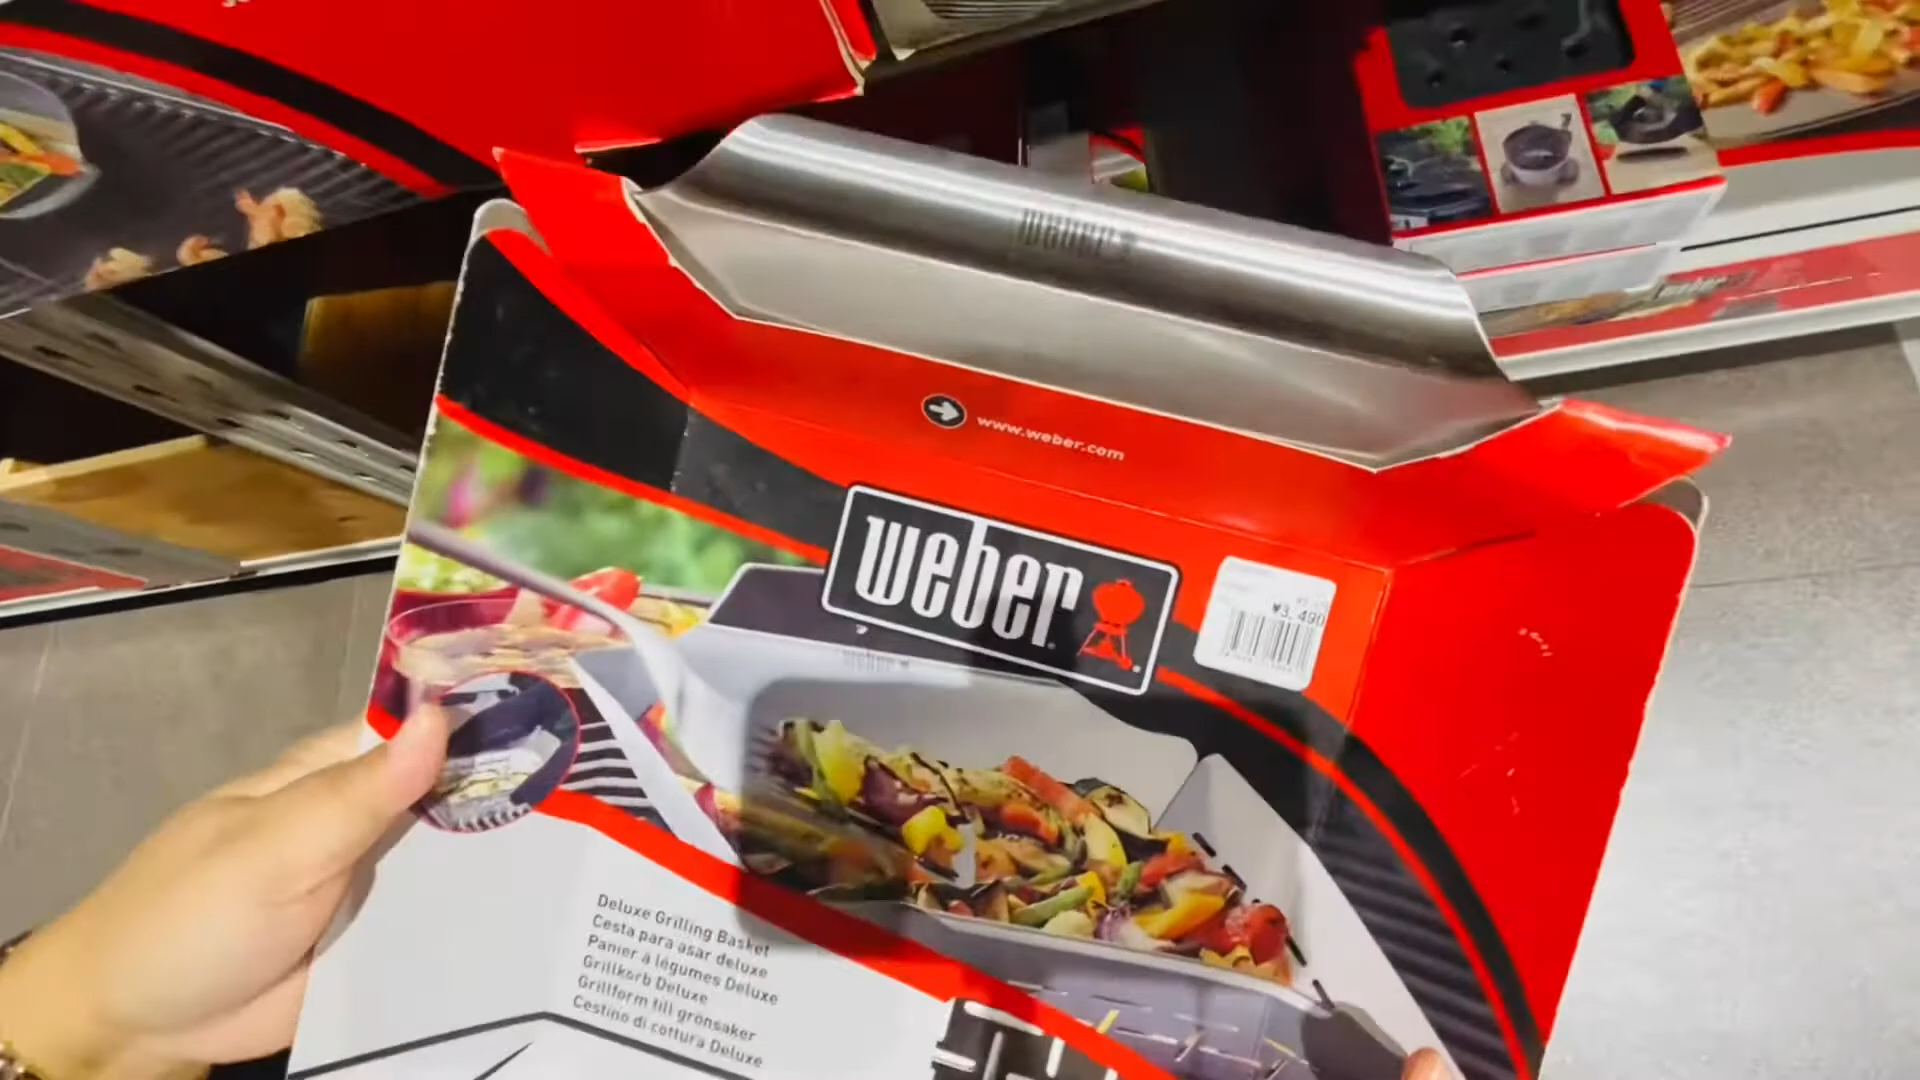 weber
www.weber.com
weber
¥3,490
Deluxe Grilling Basket
Cesta para asar deluxe
Panier à légumes Deluxe
Grillkorb Deluxe
Grillform till grönsaker
Cestino di cottura Deluxe